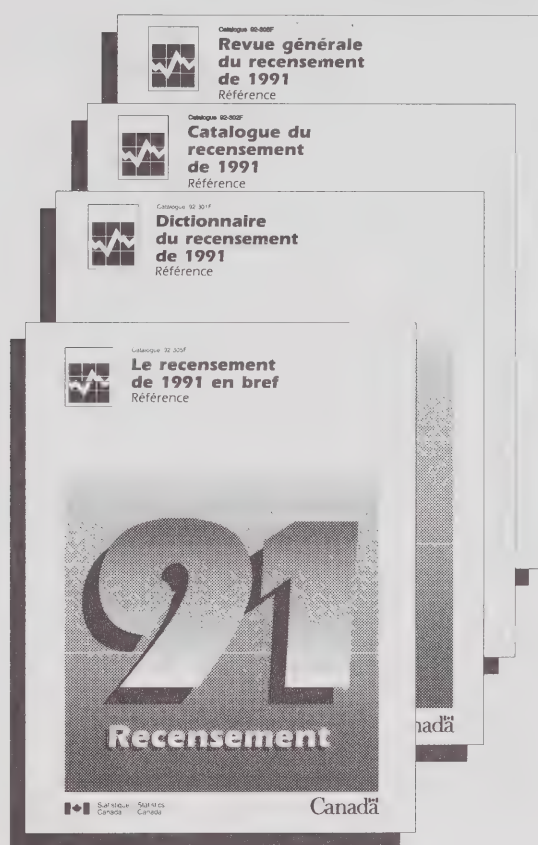 Catalogue 92-305F
Revue générale
du recensement
de 1991
Référence
Catalogue 92-302F
Catalogue du
recensement
de 1991
Référence
Catalogue 92-301F
Dictionnaire
du recensement
de 1991
Référence
Catalogue 92-305F
Le recensement
de 1991 en bref
Référence
91
Recensement
nada
Statistique Statistics
Canada Canada
Canada